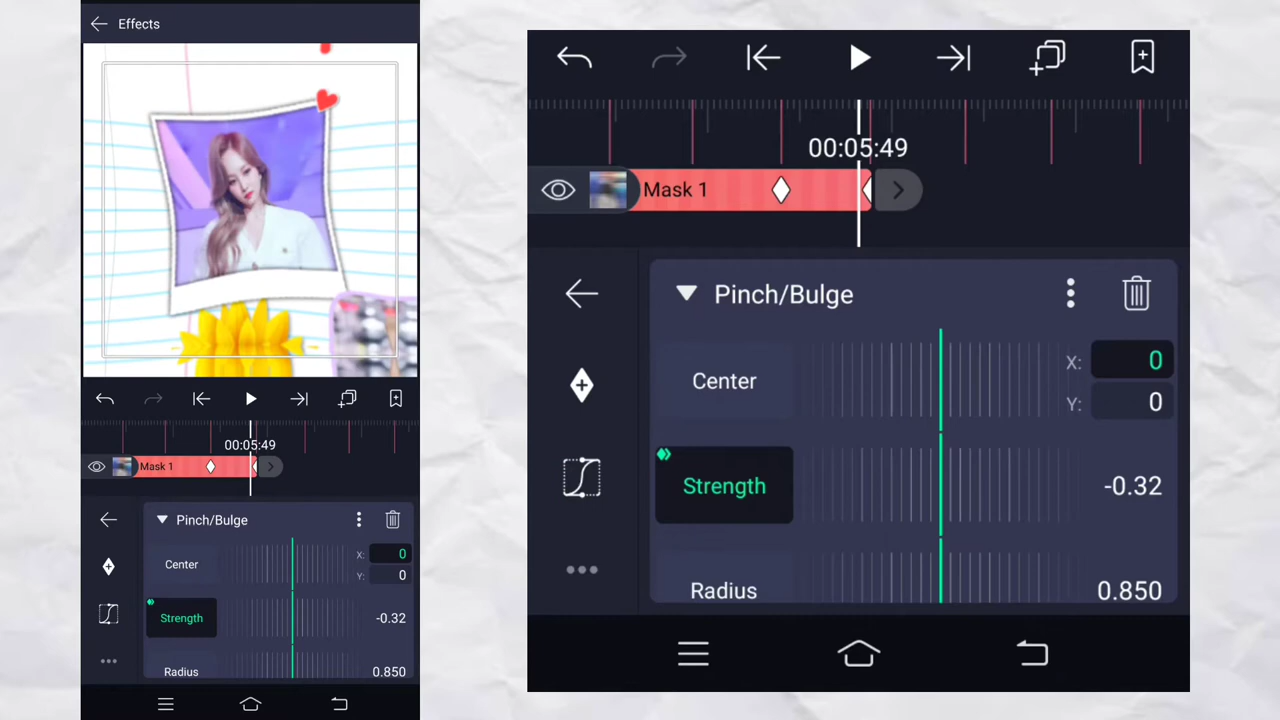 Effects
00:05:49
Mask 1
Pinch/Bulge
Center
X: 0
Y: 0
Strength
-0.32
Radius
0.850
00:05:49
Mask 1
Pinch/Bulge
Center
X: 0
Y: 0
Strength
-0.32
Radius
0.850